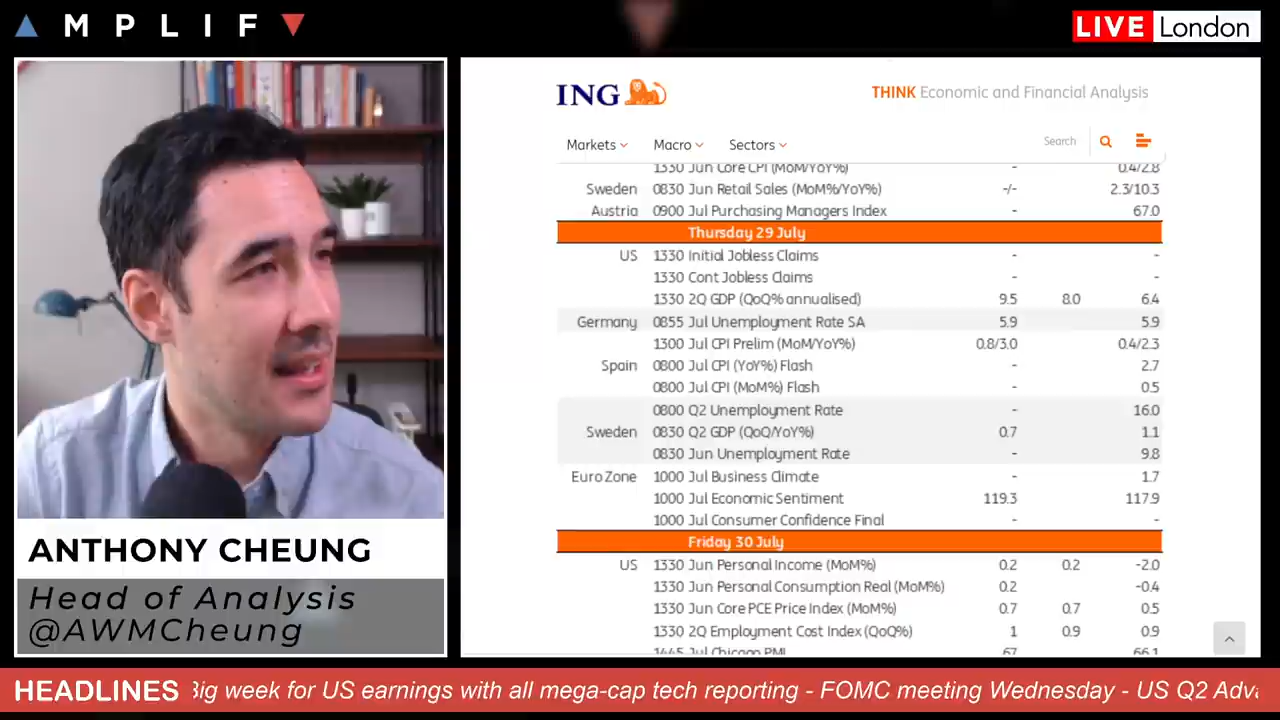 AMPLIFY
LIVE London
ING
THINK Economic and Financial Analysis
Markets Macro Sectors Search
1330 Jun Core CPI (MoM/YoY%) - 0.4/2.8
Sweden 0830 Jun Retail Sales (MoM%/YoY%) -/- 2.3/10.3
Austria 0900 Jul Purchasing Managers Index - 67.0
Thursday 29 July
US 1330 Initial Jobless Claims - -
1330 Cont Jobless Claims - -
1330 2Q GDP (QoQ% annualised) 9.5 8.0 6.4
Germany 0855 Jul Unemployment Rate SA 5.9 5.9
1300 Jul CPI Prelim (MoM/YoY%) 0.8/3.0 0.4/2.3
Spain 0800 Jul CPI (YoY%) Flash - 2.7
0800 Jul CPI (MoM%) Flash - 0.5
0800 Q2 Unemployment Rate - 16.0
Sweden 0830 Q2 GDP (QoQ/YoY%) 0.7 1.1
0830 Jun Unemployment Rate - 9.8
Euro Zone 1000 Jul Business Climate - 1.7
1000 Jul Economic Sentiment 119.3 117.9
1000 Jul Consumer Confidence Final - -
Friday 30 July
US 1330 Jun Personal Income (MoM%) 0.2 0.2 -2.0
1330 Jun Personal Consumption Real (MoM%) 0.2 -0.4
1330 Jun Core PCE Price Index (MoM%) 0.7 0.7 0.5
1330 2Q Employment Cost Index (QoQ%) 1 0.9 0.9
1445 Jul Chicago PMI 67 66.1
ANTHONY CHEUNG
Head of Analysis
@AWMCheung
HEADLINES Big week for US earnings with all mega-cap tech reporting - FOMC meeting Wednesday - US Q2 Adva